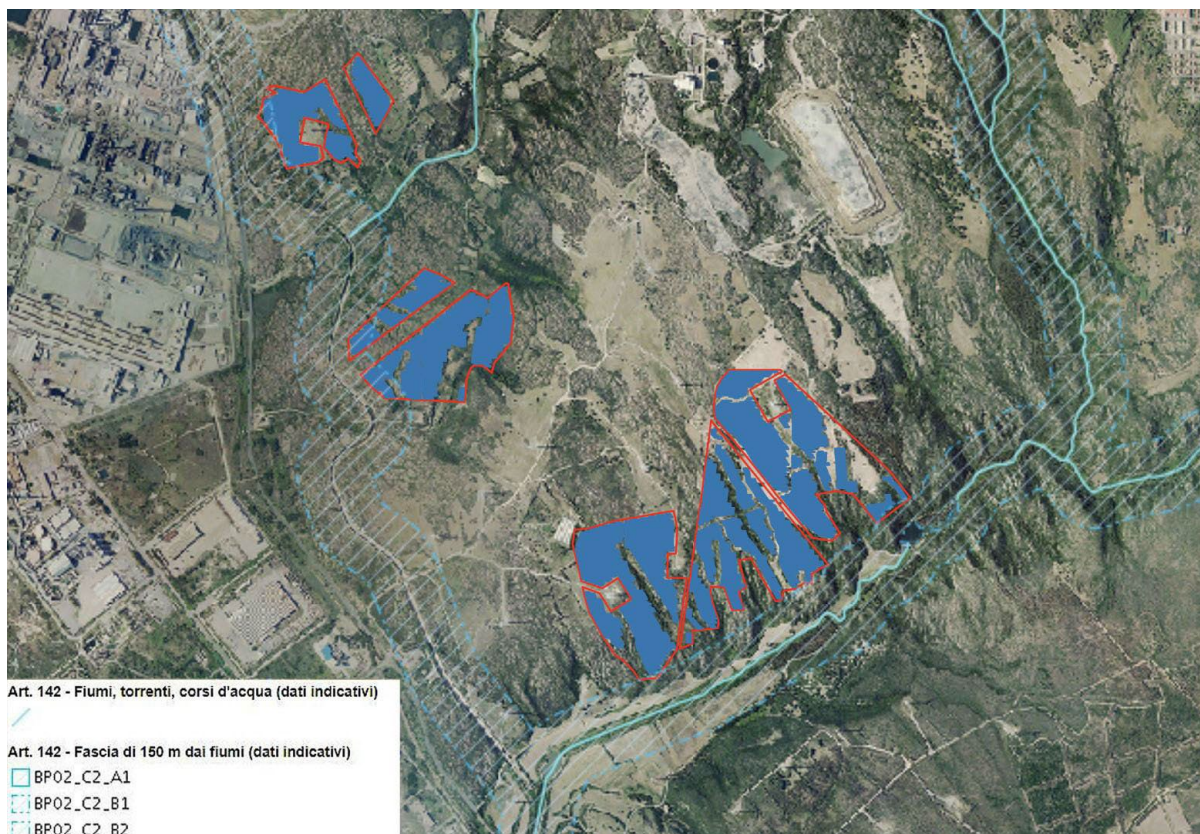 Art. 142 - Fiumi, torrenti, corsi d'acqua (dati indicativi)
Art. 142 - Fascia di 150 m dai fiumi (dati indicativi)
BP02_C2_A1
BP02_C2_B1
BP02_C2_B2